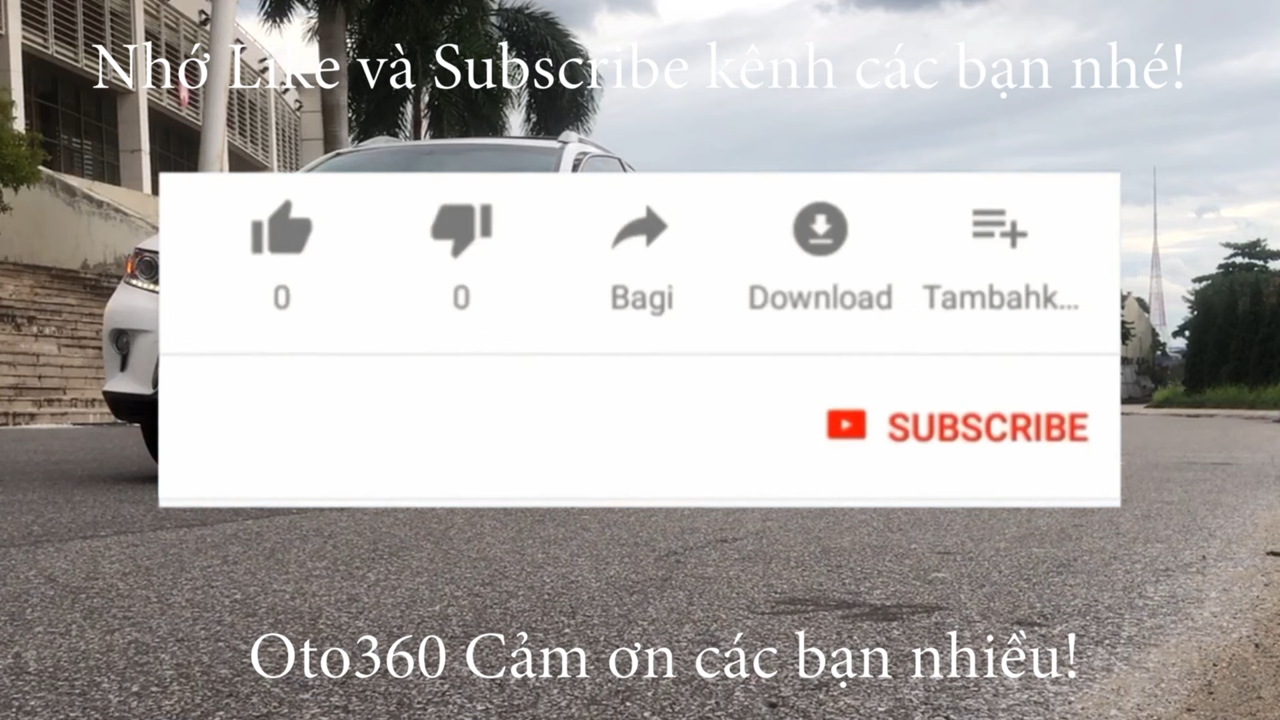 Nhớ Like và Subscribe kênh các bạn nhé!
0 0 Bagi Download Tambahk...
SUBSCRIBE
Oto360 Cảm ơn các bạn nhiều!